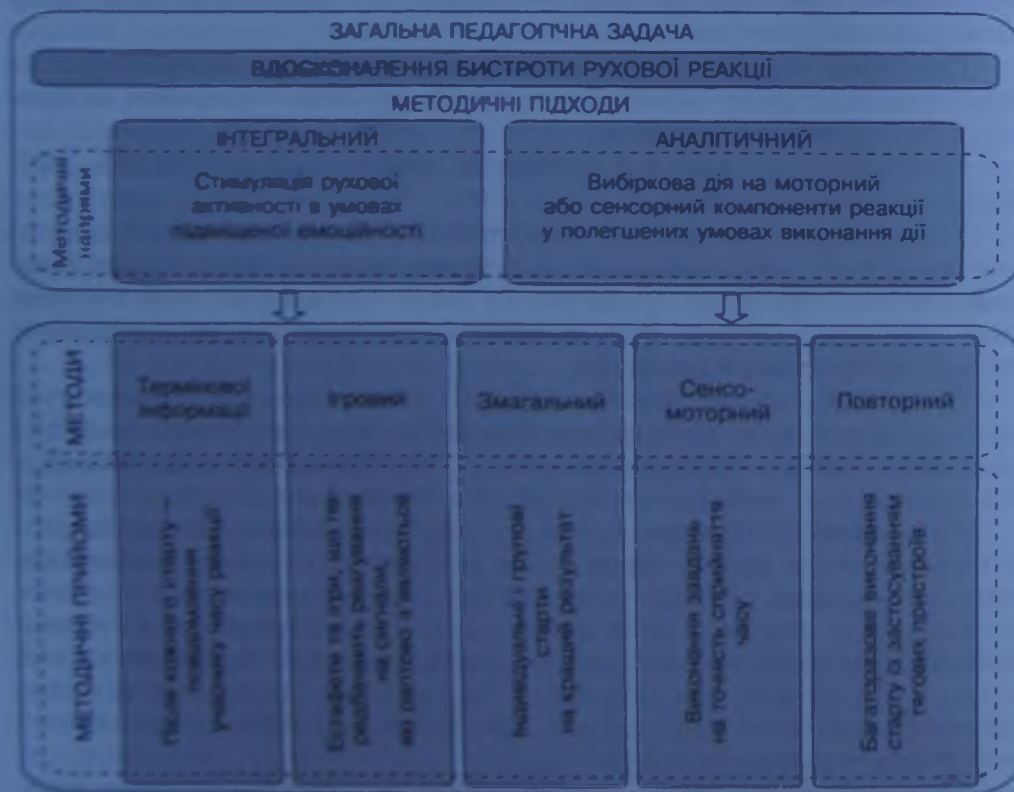 ЗАГАЛЬНА ПЕДАГОГІЧНА ЗАДАЧА
ВДОСКОНАЛЕННЯ БИСТРОТИ РУХОВОЇ РЕАКЦІЇ
МЕТОДИЧНІ ПІДХОДИ
ІНТЕГРАЛЬНИЙ
АНАЛІТИЧНИЙ
Методичні
напрями
Стимуляція рухової
активності в умовах
підвищеної емоційності
Вибіркова дія на моторний
або сенсорний компоненти реакції
у полегшених умовах виконання дії
МЕТОДИ
Термінової
інформації
Ігровий
Змагальний
Сенсо-
моторний
Повторний
МЕТОДИЧНІ ПРИЙОМИ
Після кожного старту –
повідомлення
учаснику часу реакції
Естафети та ігри, що пе-
редбачають реагування
на сигнали,
які раптово з'являються
Індивідуальні і групові
старти
на кращий результат
Виконання завдань
на точність сприйняття
часу
Багаторазове виконання
старту із застосуванням
тягових пристроїв